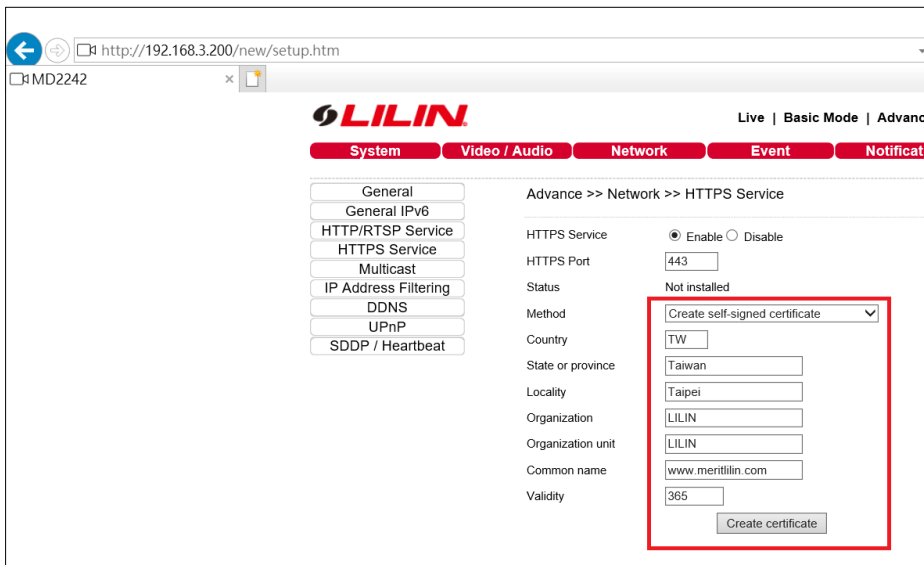 http://192.168.3.200/new/setup.htm
MD2242
LILIN
Live | Basic Mode | Advanc
System Video / Audio Network Event Notificat
General
General IPv6
HTTP/RTSP Service
HTTPS Service
Multicast
IP Address Filtering
DDNS
UPnP
SDDP / Heartbeat
Advance >> Network >> HTTPS Service
HTTPS Service Enable Disable
HTTPS Port 443
Status Not installed
Method Create self-signed certificate
Country TW
State or province Taiwan
Locality Taipei
Organization LILIN
Organization unit LILIN
Common name www.meritlilin.com
Validity 365
Create certificate